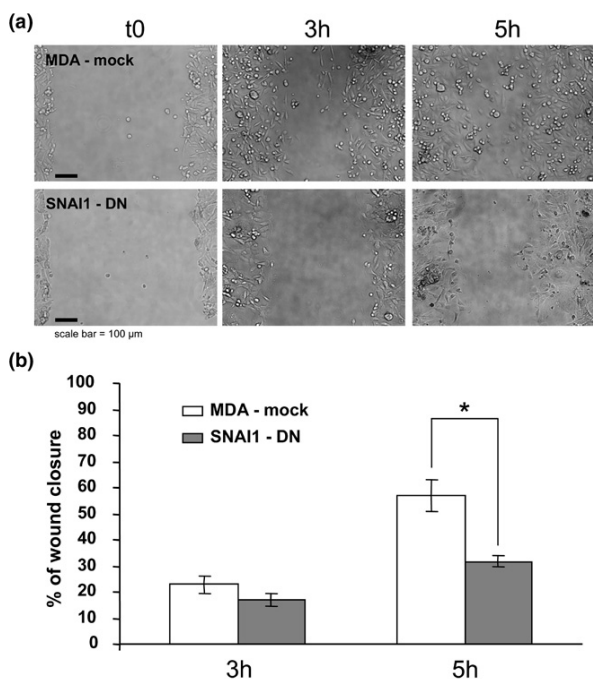 (a)
t0 3h 5h
MDA - mock
SNAI1 - DN
scale bar = 100 µm
(b)
% of wound closure
100
90
80
70
60
50
40
30
20
10
0
MDA - mock
SNAI1 - DN
*
3h 5h